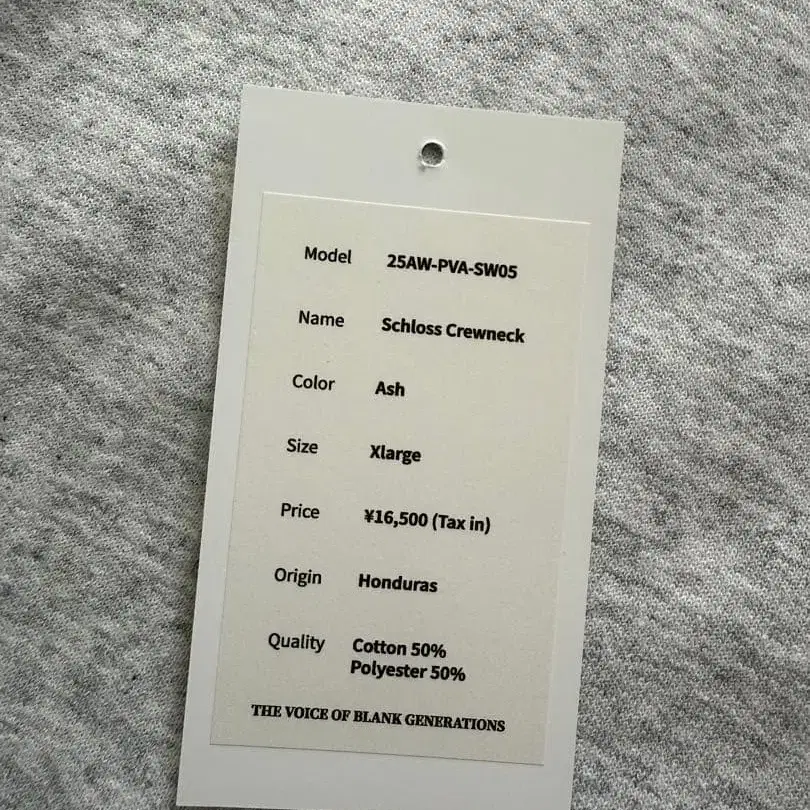 Model 25AW-PVA-SW05
Name Schloss Crewneck
Color Ash
Size Xlarge
Price ¥16,500 (Tax in)
Origin Honduras
Quality Cotton 50%
Polyester 50%
THE VOICE OF BLANK GENERATIONS